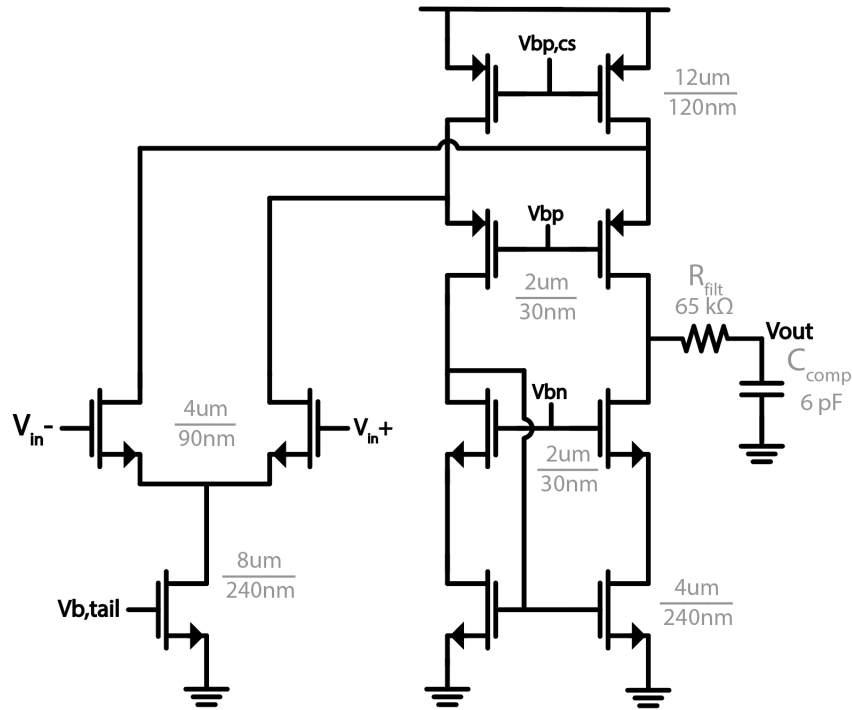 Vbp,cs
12um
120nm
Vbp
2um
30nm
Rfilt
65 kΩ
Vout
Ccomp
6 pF
Vin-
4um
90nm
Vin+
Vbn
2um
30nm
8um
240nm
Vb,tail
4um
240nm